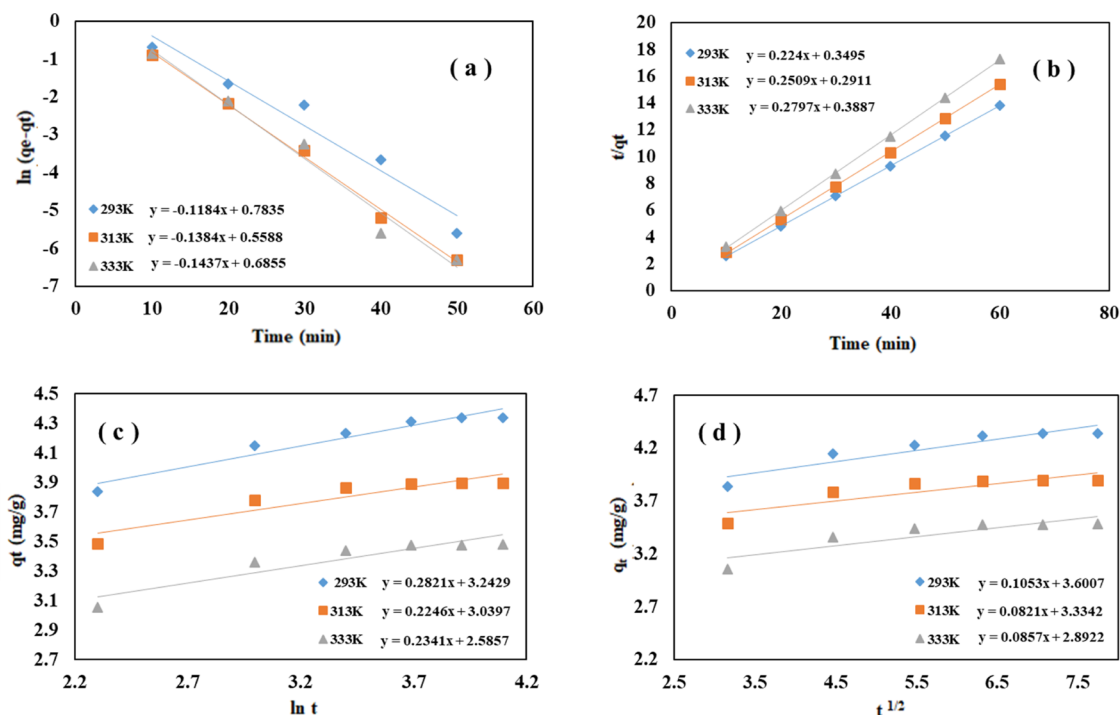 ( a )
0
-1
-2
-3
-4
-5
-6
-7
ln (qe-qt)
293K y = -0.1184x + 0.7835
313K y = -0.1384x + 0.5588
333K y = -0.1437x + 0.6855
0 10 20 30 40 50 60
Time (min)
( b )
20
18
16
14
12
10
8
6
4
2
0
t/qt
293K y = 0.224x + 0.3495
313K y = 0.2509x + 0.2911
333K y = 0.2797x + 0.3887
0 20 40 60 80
Time (min)
( c )
4.5
4.3
4.1
3.9
3.7
3.5
3.3
3.1
2.9
2.7
qt (mg/g)
293K y = 0.2821x + 3.2429
313K y = 0.2246x + 3.0397
333K y = 0.2341x + 2.5857
2.2 2.7 3.2 3.7 4.2
ln t
( d )
4.7
4.2
3.7
3.2
2.7
2.2
qt (mg/g)
293K y = 0.1053x + 3.6007
313K y = 0.0821x + 3.3342
333K y = 0.0857x + 2.8922
2.5 3.5 4.5 5.5 6.5 7.5
t 1/2